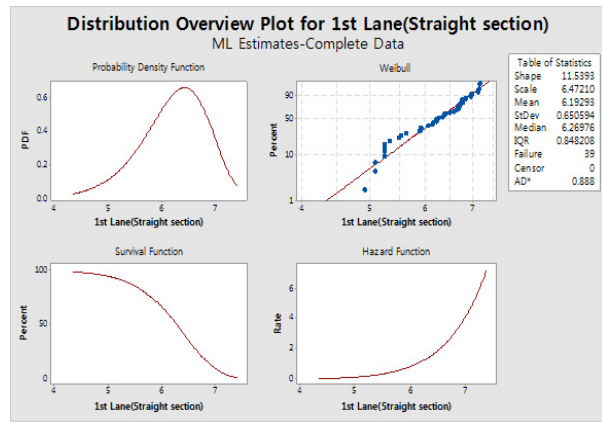 Distribution Overview Plot for 1st Lane(Straight section)
ML Estimates-Complete Data
Probability Density Function
PDF
0.6
0.4
0.2
0.0
4 5 6 7
1st Lane(Straight section)
Weibull
Percent
90
50
10
1
4 5 6 7
1st Lane(Straight section)
Table of Statistics
Shape 11.5393
Scale 6.47210
Mean 6.19293
StDev 0.650594
Median 6.26976
IQR 0.848208
Failure 39
Censor 0
AD* 0.888
Survival Function
Percent
100
50
0
4 5 6 7
1st Lane(Straight section)
Hazard Function
Rate
6
4
2
0
4 5 6 7
1st Lane(Straight section)